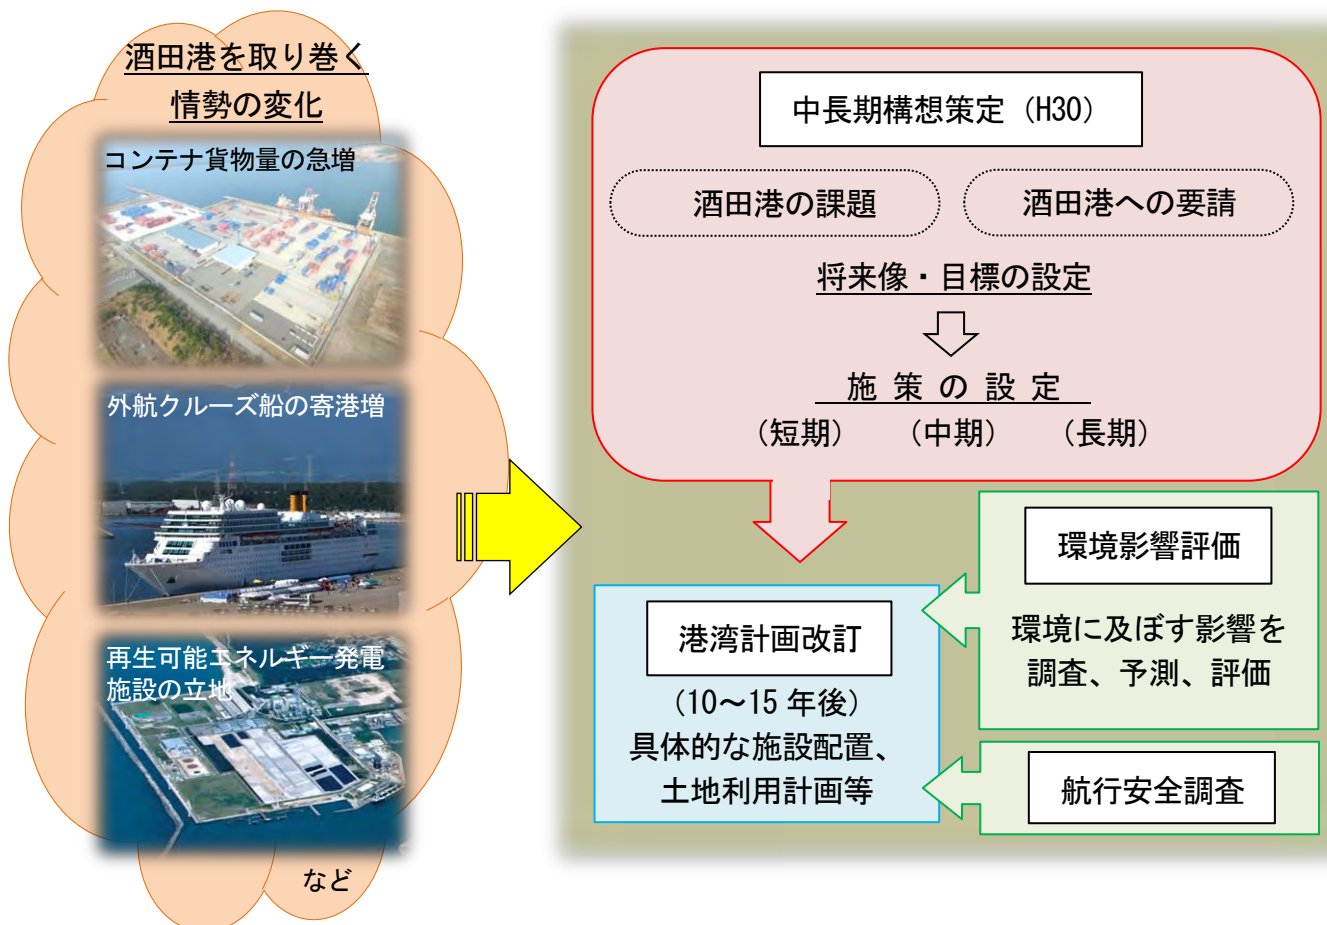 酒田港を取り巻く
情勢の変化
コンテナ貨物量の急増
外航クルーズ船の寄港増
再生可能エネルギー発電
施設の立地
など
中長期構想策定（H30）
酒田港の課題
酒田港への要請
将来像・目標の設定
施策の設定
（短期）　（中期）　（長期）
港湾計画改訂
（10～15年後）
具体的な施設配置、
土地利用計画等
環境影響評価
環境に及ぼす影響を
調査、予測、評価
航行安全調査